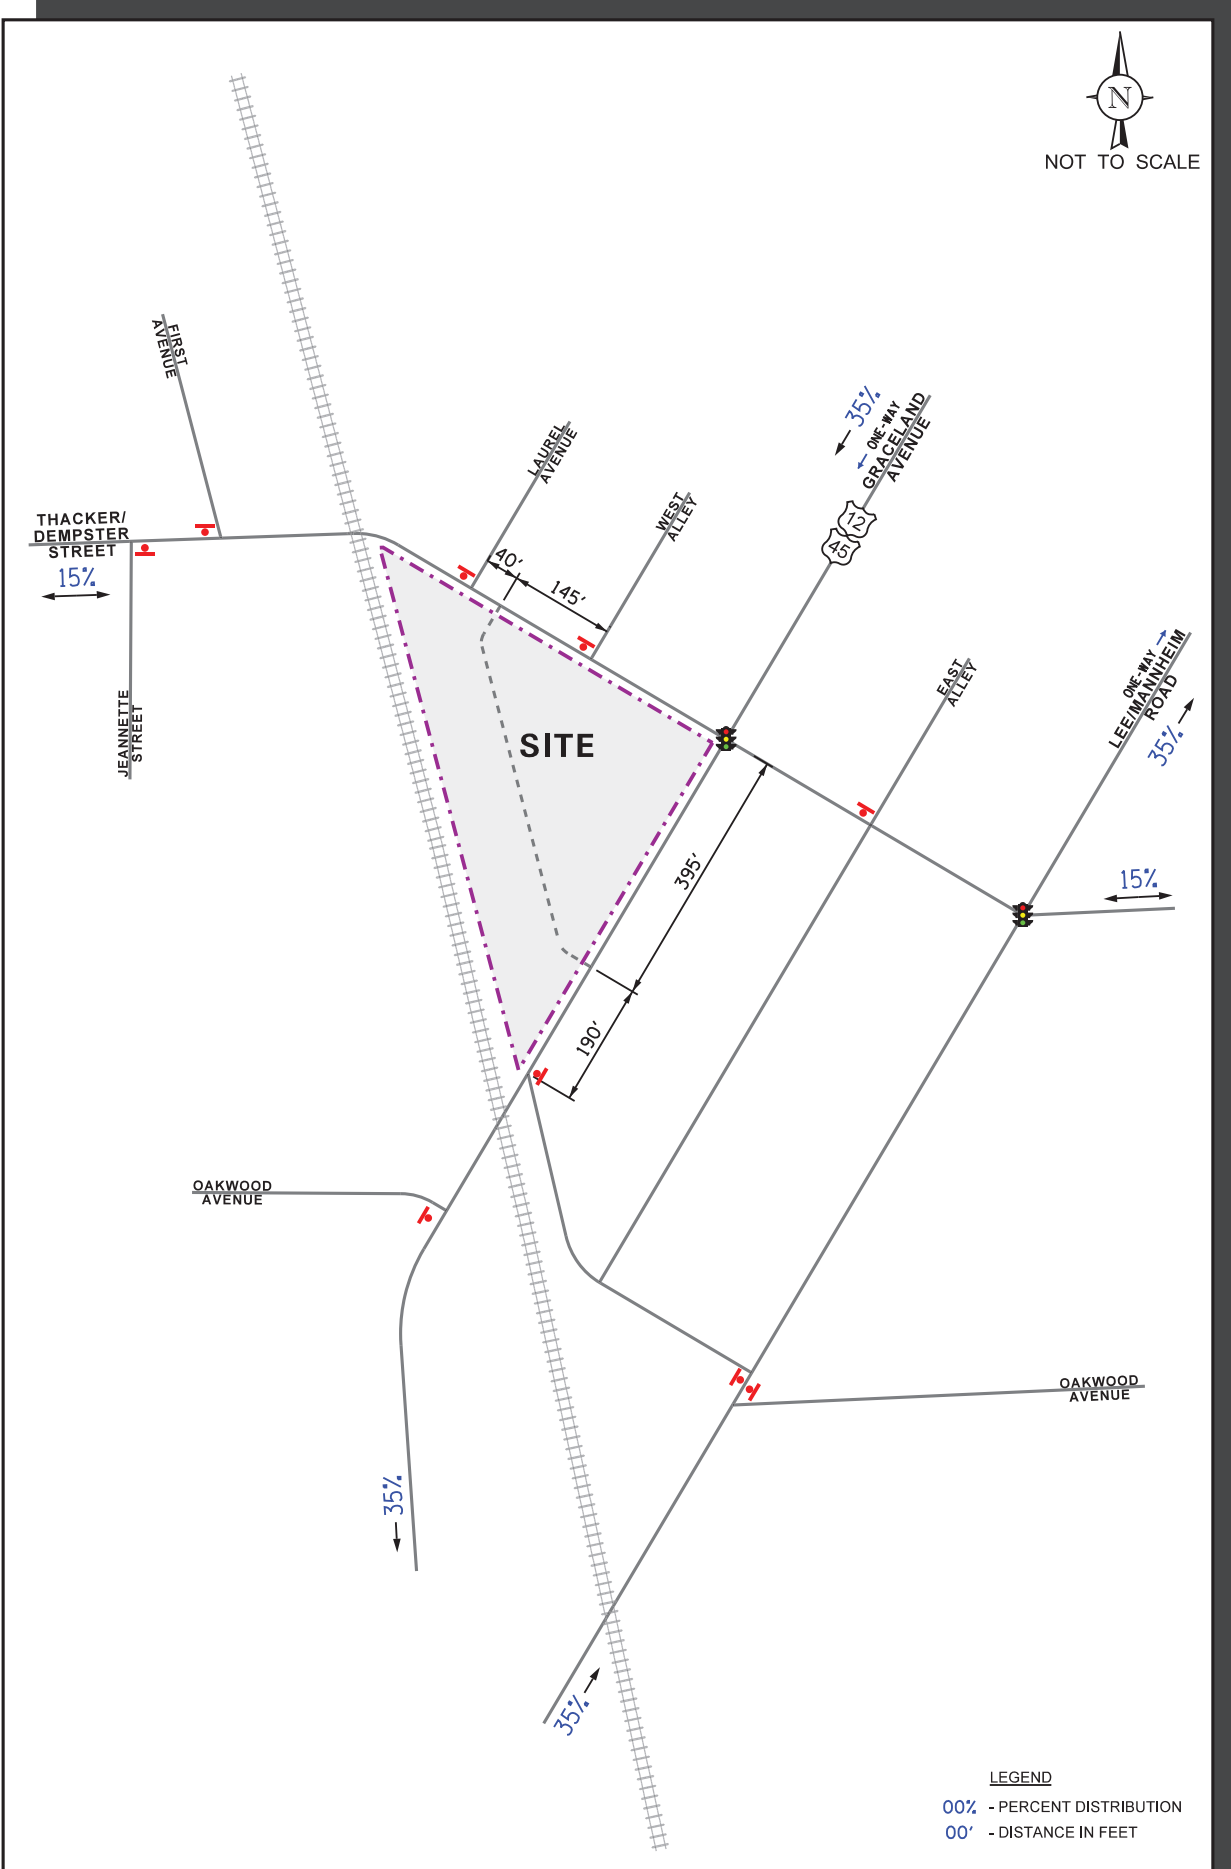 N
NOT TO SCALE
FIRST
AVENUE
THACKER/
DEMPSTER
STREET
15%
JEANNETTE
STREET
LAUREL
AVENUE
40'
145'
WEST
ALLEY
35%
ONE-WAY
GRACELAND
AVENUE
12
45
EAST
ALLEY
ONE-WAY
LEE/MANNHEIM
ROAD
35%
SITE
395'
15%
190'
OAKWOOD
AVENUE
OAKWOOD
AVENUE
35%
35%
LEGEND
00% - PERCENT DISTRIBUTION
00' - DISTANCE IN FEET